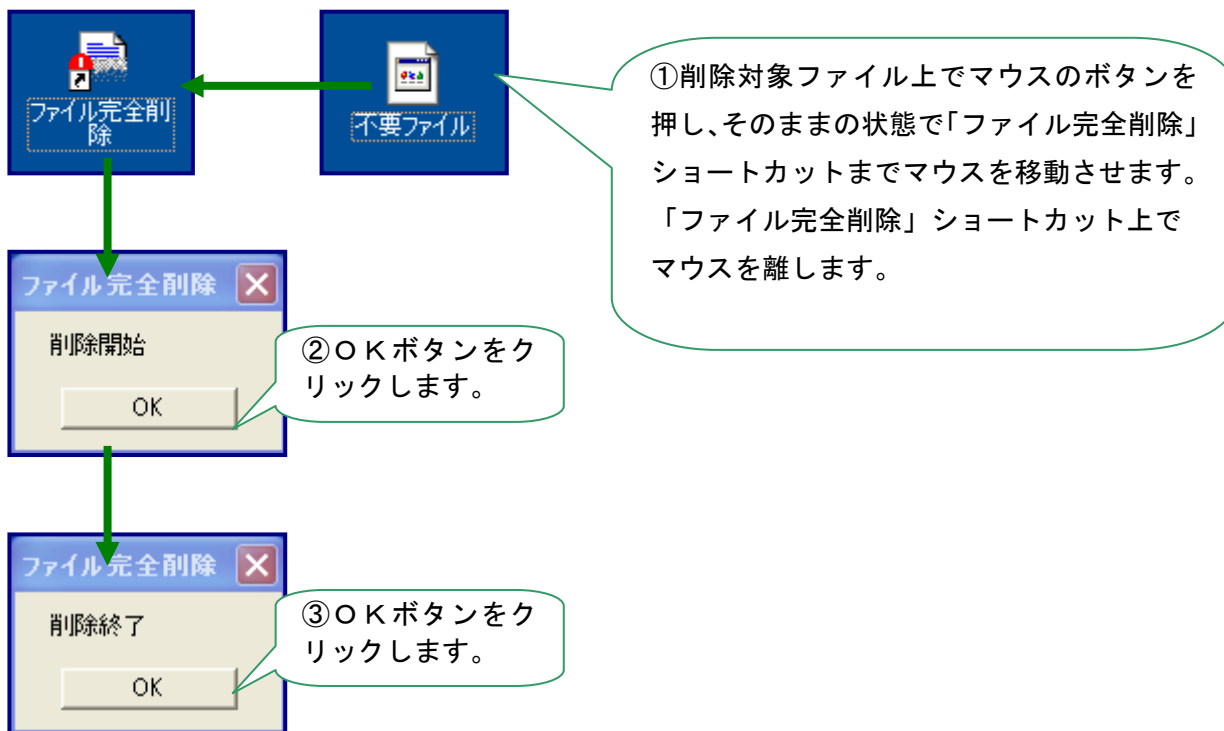 ファイル完全削
除
不要ファイル
①削除対象ファイル上でマウスのボタンを
押し、そのままの状態で「ファイル完全削除」
ショートカットまでマウスを移動させます。
「ファイル完全削除」ショートカット上で
マウスを離します。
ファイル完全削除
削除開始
OK
②ＯＫボタンをク
リックします。
ファイル完全削除
削除終了
OK
③ＯＫボタンをク
リックします。